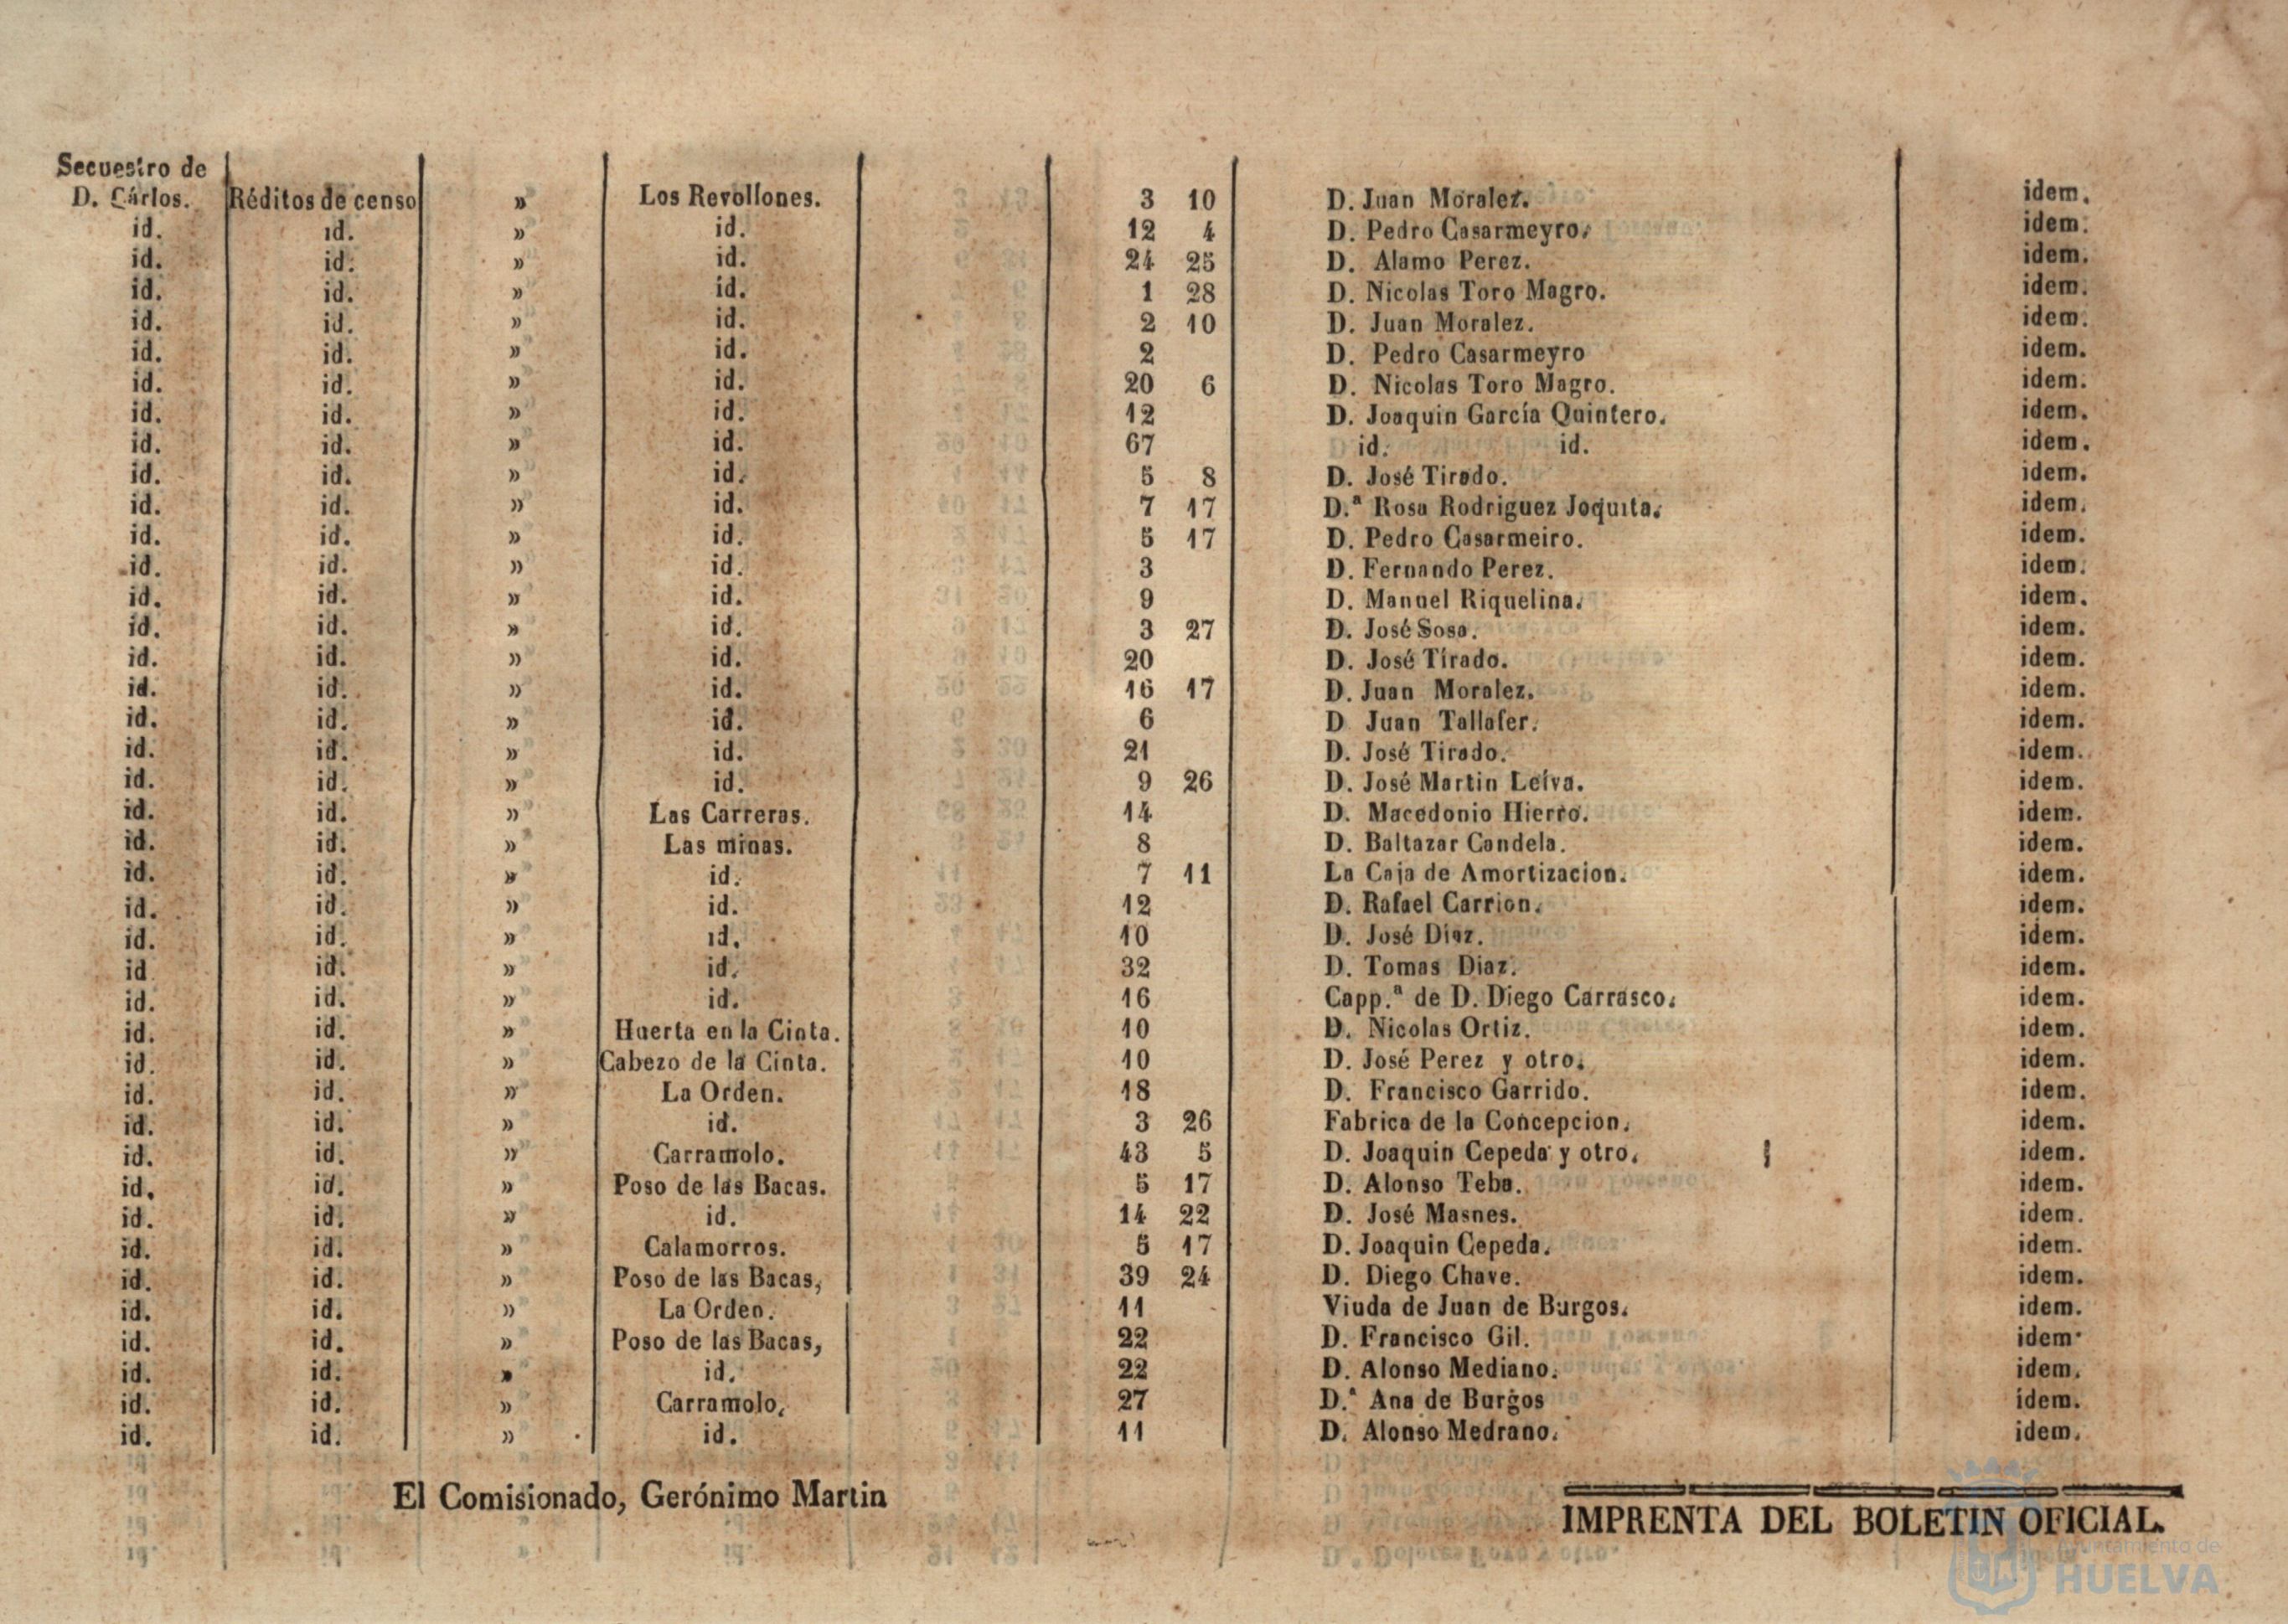 Secuestro de
D. Cárlos. Réditos de censo » Los Revollones. 3 10 D. Juan Moralez. idem.
id. id. » id. 12 4 D. Pedro Casarmeyro. idem.
id. id. » id. 24 25 D. Alamo Perez. idem.
id. id. » id. 1 28 D. Nicolas Toro Magro. idem.
id. id. » id. 2 10 D. Juan Moralez. idem.
id. id. » id. 2 D. Pedro Casarmeyro idem.
id. id. » id. 20 6 D. Nicolas Toro Magro. idem.
id. id. » id. 12 D. Joaquin García Quintero. idem.
id. id. » id. 67 id. id. idem.
id. id. » id. 5 8 D. José Tirado. idem.
id. id. » id. 7 17 D.ª Rosa Rodriguez Joquita. idem.
id. id. » id. 5 17 D. Pedro Casarmeiro. idem.
id. id. » id. 3 D. Fernando Perez. idem.
id. id. » id. 9 D. Manuel Riquelina. idem.
id. id. » id. 3 27 D. José Sosa. idem.
id. id. » id. 20 D. José Tirado. idem.
id. id. » id. 16 17 D. Juan Moralez. idem.
id. id. » id. 6 D Juan Tallafer. idem.
id. id. » id. 21 D. José Tirado. idem.
id. id. » id. 9 26 D. José Martin Leiva. idem.
id. id. » Las Carreras. 14 D. Macedonio Hierro. idem.
id. id. » Las minas. 8 D. Baltazar Candela. idem.
id. id. » id. 7 11 La Caja de Amortizacion. idem.
id. id. » id. 12 D. Rafael Carrion. idem.
id. id. » id. 10 D. José Diaz. idem.
id id. » id. 32 D. Tomas Diaz. idem.
id. id. » id. 16 Capp.ª de D. Diego Carrasco. idem.
id. id. » Huerta en la Cinta. 10 D. Nicolas Ortiz. idem.
id. id. » Cabezo de la Cinta. 10 D. José Perez y otro. idem.
id. id. » La Orden. 18 D. Francisco Garrido. idem.
id. id. » id. 3 26 Fabrica de la Concepcion. idem.
id. id. » Carramolo. 43 5 D. Joaquin Cepeda y otro. idem.
id. id. » Poso de las Bacas. 5 17 D. Alonso Teba. idem.
id. id. » id. 14 22 D. José Masnes. idem.
id. id. » Calamorros. 5 17 D. Joaquin Cepeda. idem.
id. id. » Poso de las Bacas, 39 24 D. Diego Chave. idem.
id. id. » La Orden. 11 Viuda de Juan de Burgos. idem.
id. id. » Poso de las Bacas, 22 D. Francisco Gil. idem.
id. id. » id. 22 D. Alonso Mediano. idem.
id. id. » Carramolo, 27 D.ª Ana de Burgos idem.
id. id. » id. 11 D. Alonso Medrano. idem.
El Comisionado, Gerónimo Martin
IMPRENTA DEL BOLETIN OFICIAL.
Ayuntamiento de
HUELVA